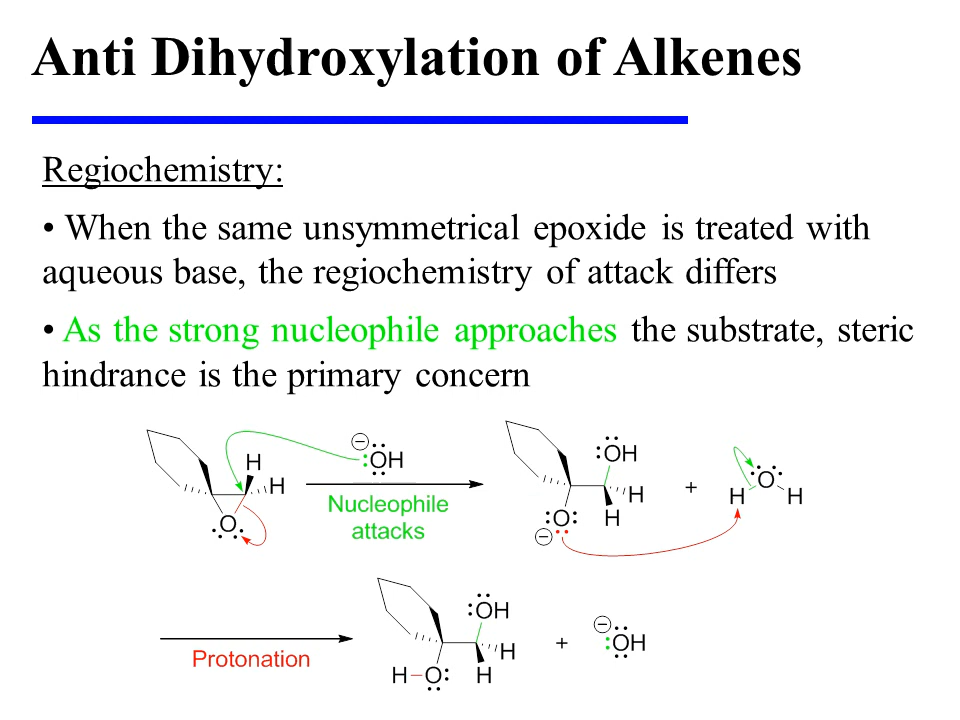 Anti Dihydroxylation of Alkenes
Regiochemistry:
• When the same unsymmetrical epoxide is treated with
aqueous base, the regiochemistry of attack differs
• As the strong nucleophile approaches the substrate, steric
hindrance is the primary concern
H
H
O
OH
Nucleophile
attacks
OH
H
H
O
+
O
H
H
Protonation
OH
H
H
H O
+
OH